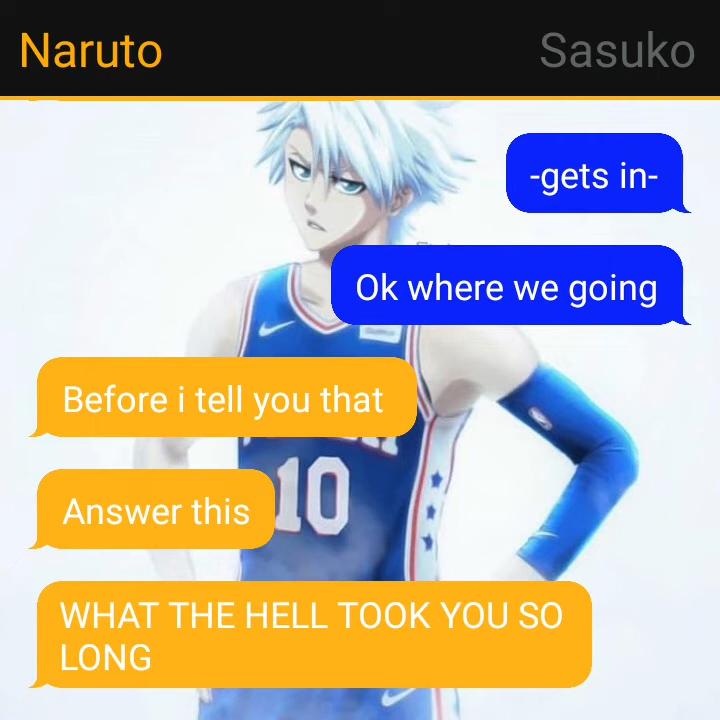 Naruto
Sasuko
-gets in-
Ok where we going
Before i tell you that
Answer this
10
WHAT THE HELL TOOK YOU SO
LONG